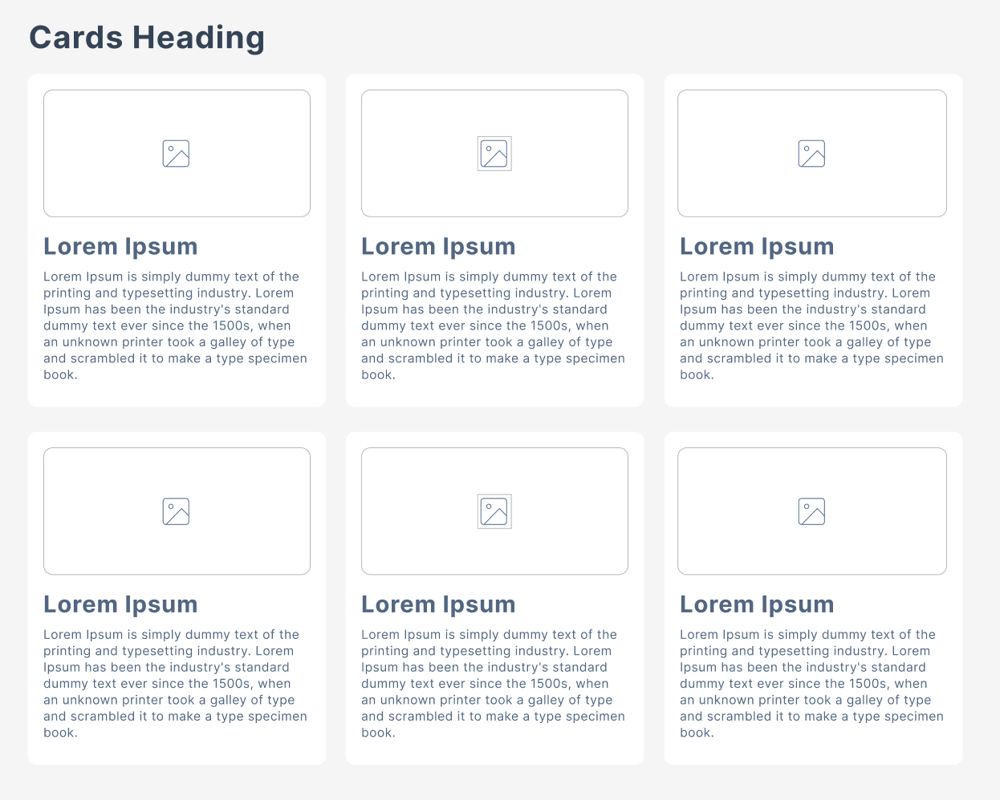 Cards Heading
Lorem Ipsum
Lorem Ipsum is simply dummy text of the
printing and typesetting industry. Lorem
Ipsum has been the industry's standard
dummy text ever since the 1500s, when
an unknown printer took a galley of type
and scrambled it to make a type specimen
book.
Lorem Ipsum
Lorem Ipsum is simply dummy text of the
printing and typesetting industry. Lorem
Ipsum has been the industry's standard
dummy text ever since the 1500s, when
an unknown printer took a galley of type
and scrambled it to make a type specimen
book.
Lorem Ipsum
Lorem Ipsum is simply dummy text of the
printing and typesetting industry. Lorem
Ipsum has been the industry's standard
dummy text ever since the 1500s, when
an unknown printer took a galley of type
and scrambled it to make a type specimen
book.
Lorem Ipsum
Lorem Ipsum is simply dummy text of the
printing and typesetting industry. Lorem
Ipsum has been the industry's standard
dummy text ever since the 1500s, when
an unknown printer took a galley of type
and scrambled it to make a type specimen
book.
Lorem Ipsum
Lorem Ipsum is simply dummy text of the
printing and typesetting industry. Lorem
Ipsum has been the industry's standard
dummy text ever since the 1500s, when
an unknown printer took a galley of type
and scrambled it to make a type specimen
book.
Lorem Ipsum
Lorem Ipsum is simply dummy text of the
printing and typesetting industry. Lorem
Ipsum has been the industry's standard
dummy text ever since the 1500s, when
an unknown printer took a galley of type
and scrambled it to make a type specimen
book.